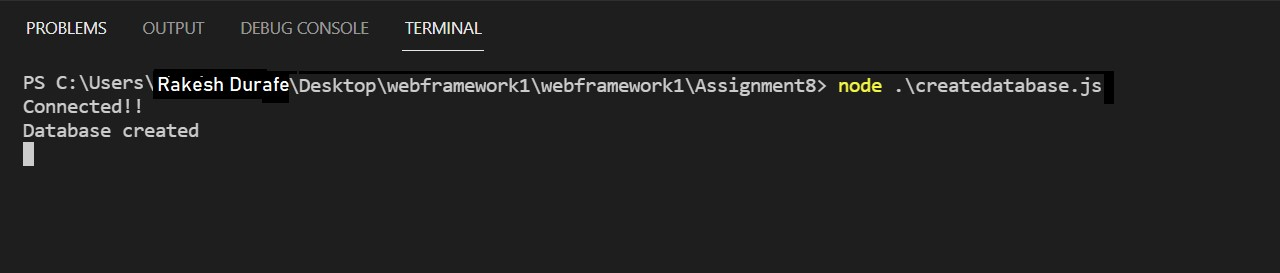 PROBLEMS OUTPUT DEBUG CONSOLE TERMINAL
PS C:\Users\Rakesh Durafe\Desktop\webframework1\webframework1\Assignment8> node .\createdatabase.js
Connected!!
Database created